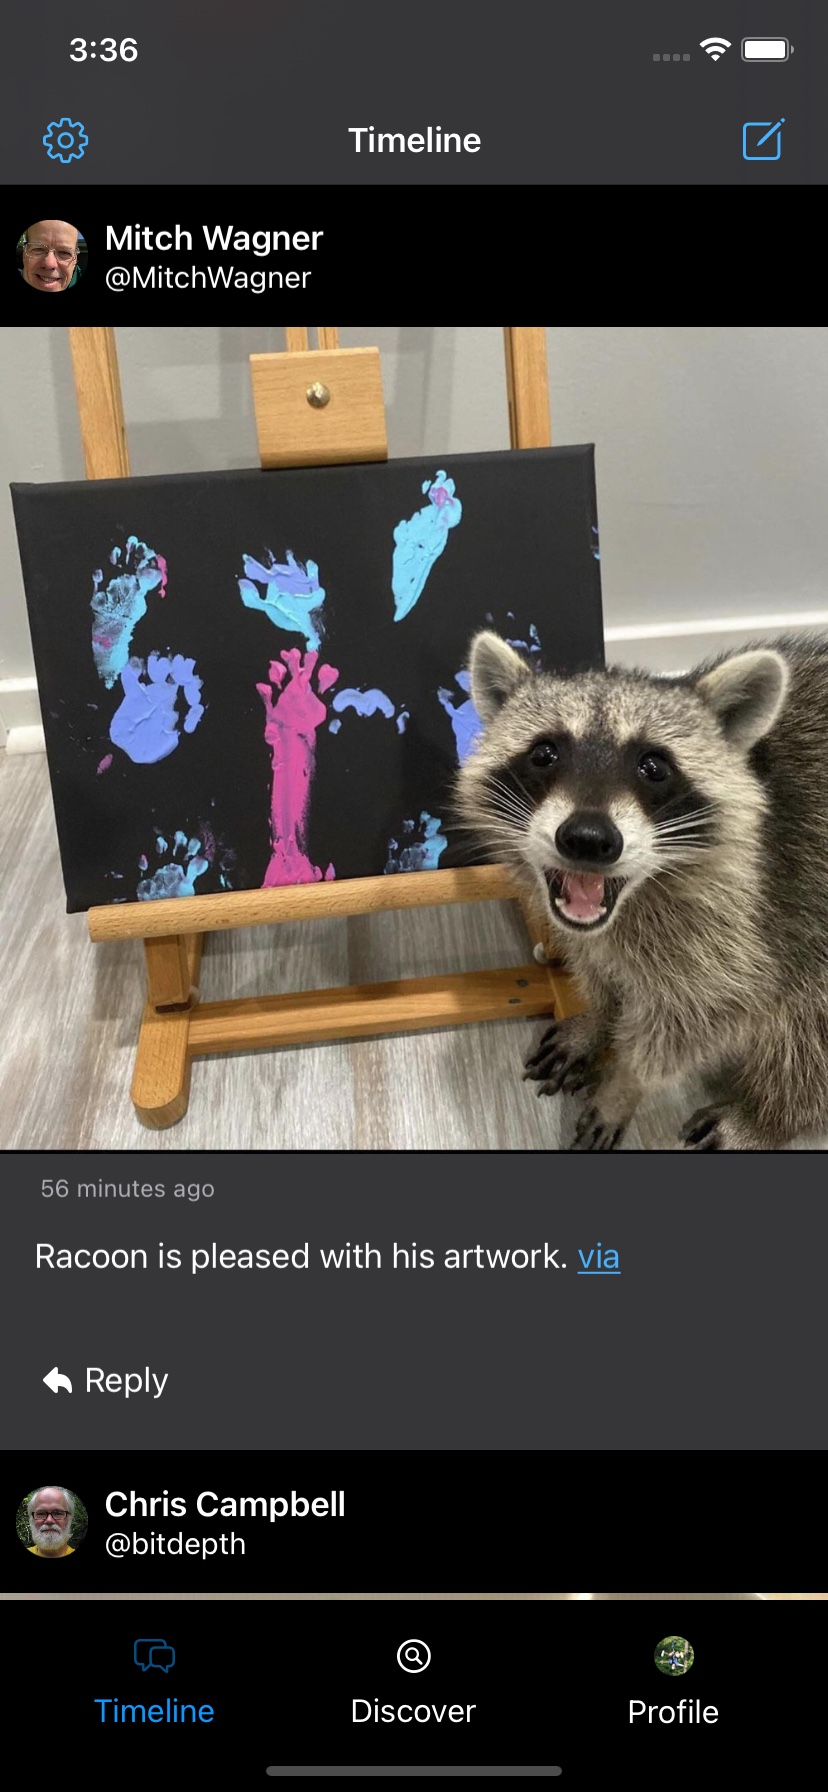 3:36
Timeline
Mitch Wagner
@MitchWagner
56 minutes ago
Racoon is pleased with his artwork. via
Reply
Chris Campbell
@bitdepth
Timeline Discover Profile